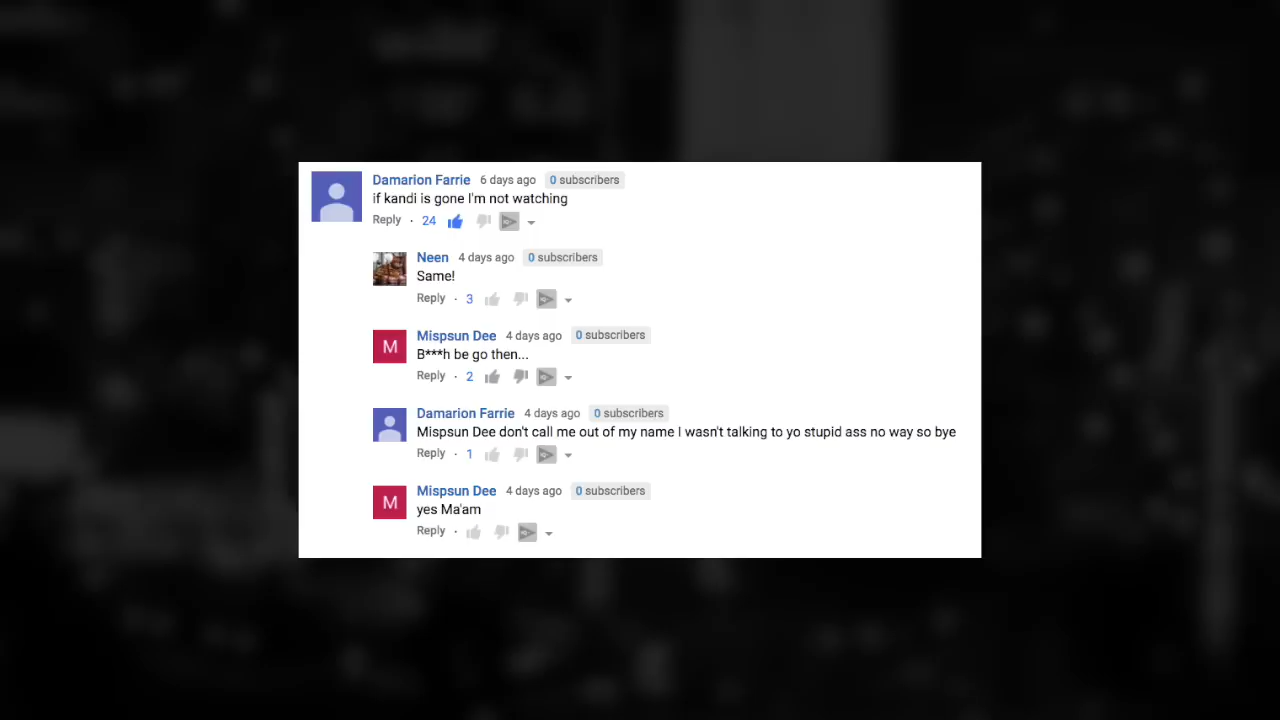 Damarion Farrie 6 days ago 0 subscribers
if kandi is gone I'm not watching
Reply · 24
Neen 4 days ago 0 subscribers
Same!
Reply · 3
M Mispsun Dee 4 days ago 0 subscribers
B***h be go then...
Reply · 2
Damarion Farrie 4 days ago 0 subscribers
Mispsun Dee don't call me out of my name I wasn't talking to yo stupid ass no way so bye
Reply · 1
M Mispsun Dee 4 days ago 0 subscribers
yes Ma'am
Reply ·